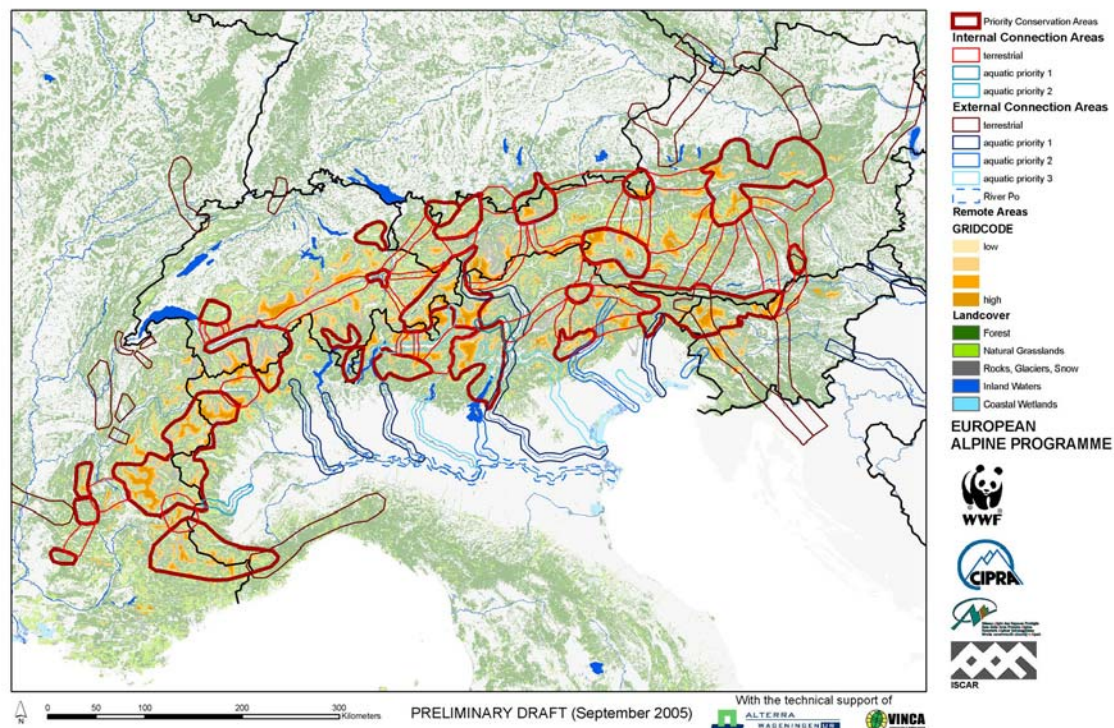 Priority Conservation Areas
Internal Connection Areas
terrestrial
aquatic priority 1
aquatic priority 2
External Connection Areas
terrestrial
aquatic priority 1
aquatic priority 2
aquatic priority 3
River Po
Remote Areas
GRIDCODE
low
high
Landcover
Forest
Natural Grasslands
Rocks, Glaciers, Snow
Inland Waters
Coastal Wetlands
EUROPEAN
ALPINE PROGRAMME
WWF
CIPRA
ISCAR
N
0 50 100 200 300
Kilometers
PRELIMINARY DRAFT (September 2005)
With the technical support of
ALTERRA
WAGENINGEN UR
VINCA